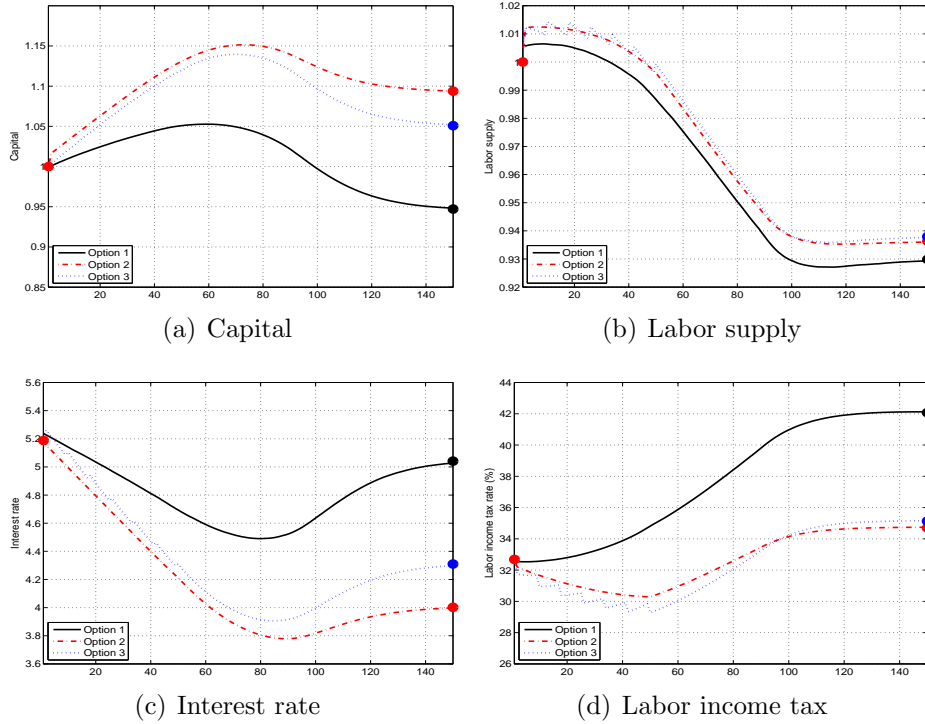 1.15
1.1
1.05
1
0.95
0.9
0.85
Capital
Option 1
Option 2
Option 3
20 40 60 80 100 120 140
(a) Capital
1.02
1.01
0.99
0.98
0.97
0.96
0.95
0.94
0.93
0.92
Labor supply
Option 1
Option 2
Option 3
20 40 60 80 100 120 140
(b) Labor supply
5.6
5.4
5.2
5
4.8
4.6
4.4
4.2
4
3.8
3.6
Interest rate
Option 1
Option 2
Option 3
20 40 60 80 100 120 140
(c) Interest rate
44
42
40
38
36
34
32
30
28
26
Labor income tax rate (%)
Option 1
Option 2
Option 3
20 40 60 80 100 120 140
(d) Labor income tax